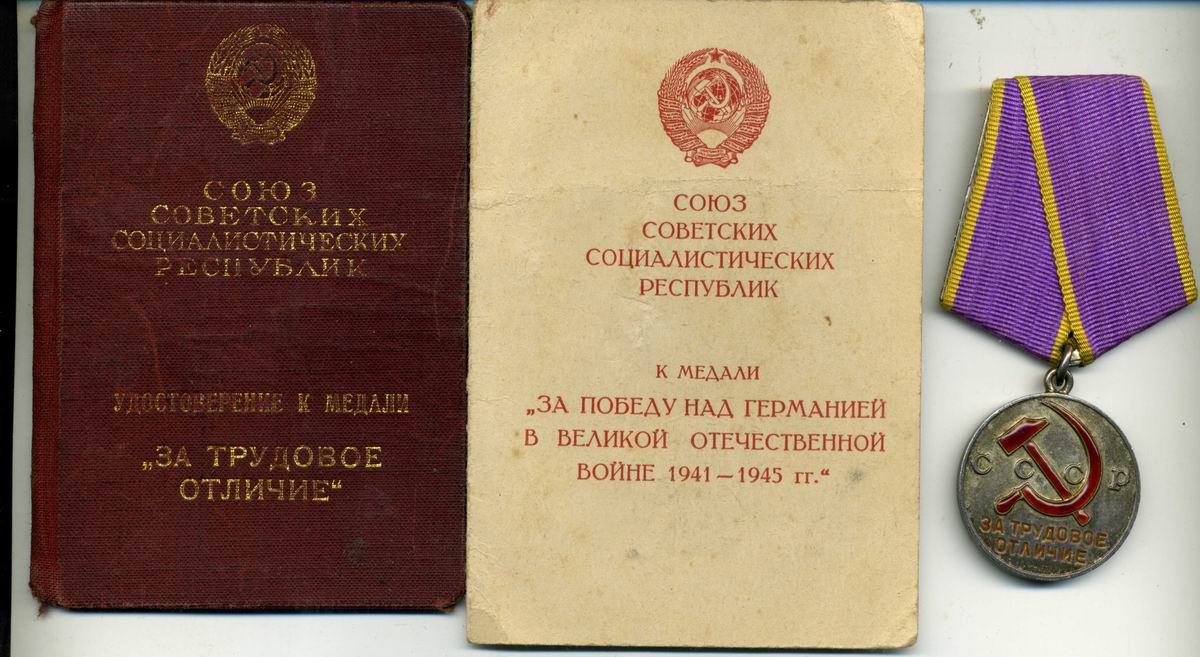 СОЮЗ
СОВЕТСКИХ
СОЦИАЛИСТИЧЕСКИХ
РЕСПУБЛИК
УДОСТОВЕРЕНИЕ К МЕДАЛИ
„ЗА ТРУДОВОЕ
ОТЛИЧИЕ“
СОЮЗ
СОВЕТСКИХ
СОЦИАЛИСТИЧЕСКИХ
РЕСПУБЛИК
К МЕДАЛИ
„ЗА ПОБЕДУ НАД ГЕРМАНИЕЙ
В ВЕЛИКОЙ ОТЕЧЕСТВЕННОЙ
ВОЙНЕ 1941—1945 гг.“
СССР
ЗА ТРУДОВОЕ
ОТЛИЧИЕ